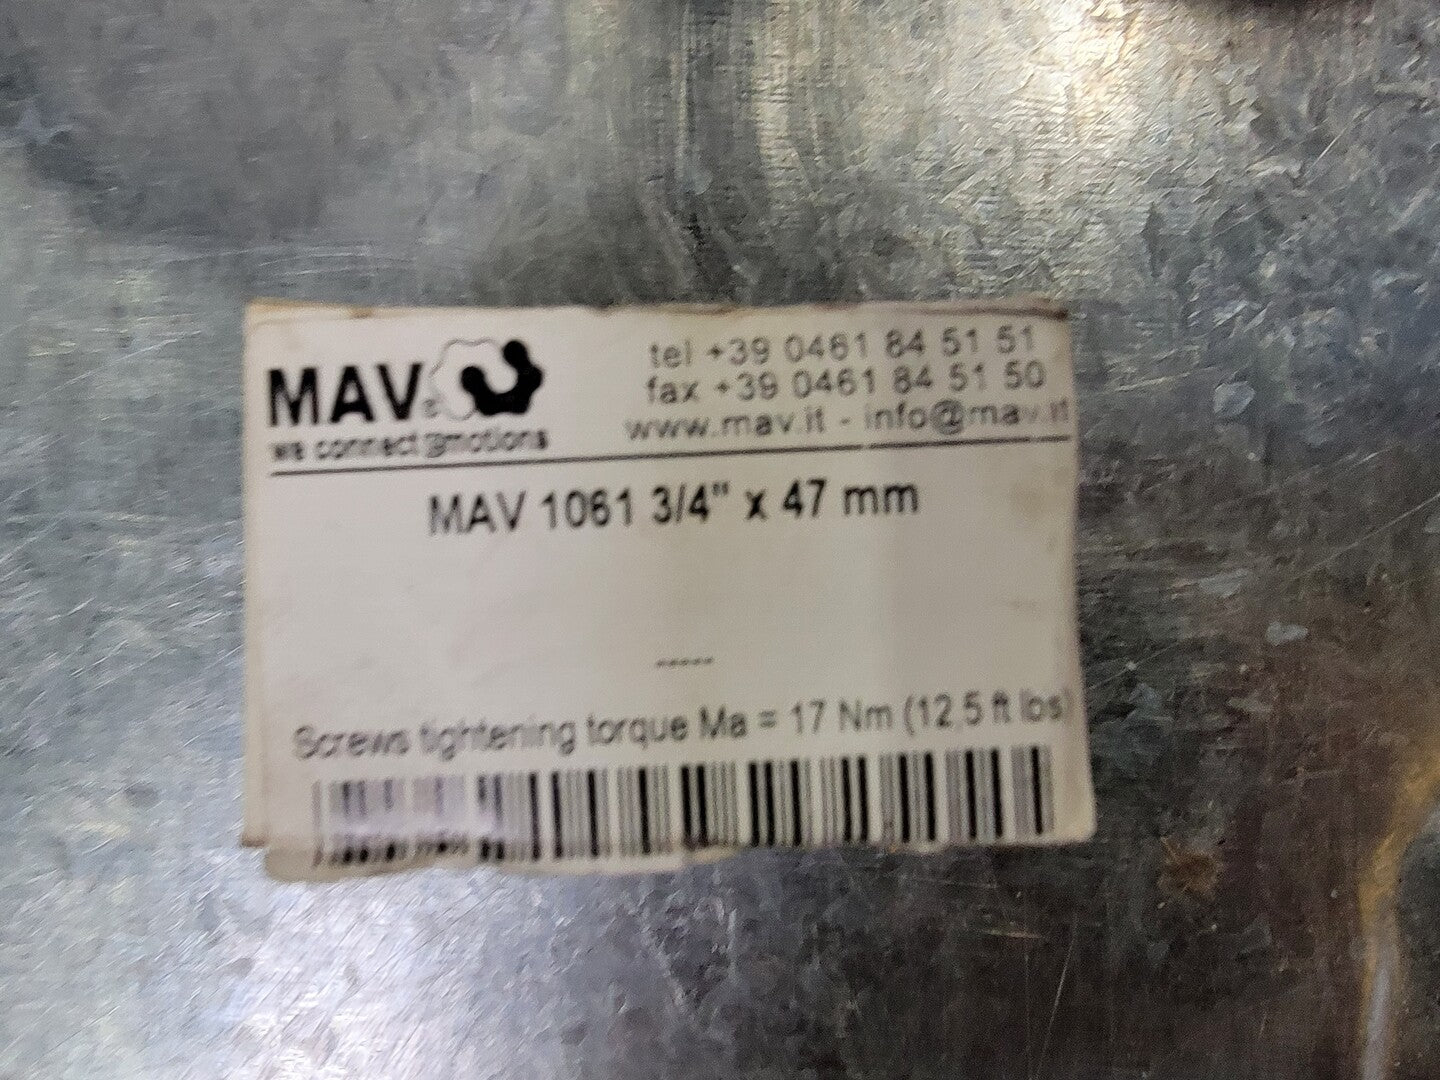 MAV
we connect emotions
tel +39 0461 84 51 51
fax +39 0461 84 51 50
www.mav.it - info@mav.it
MAV 1061 3/4" x 47 mm
-----
Screws tightening torque Ma = 17 Nm (12,5 ft lbs)